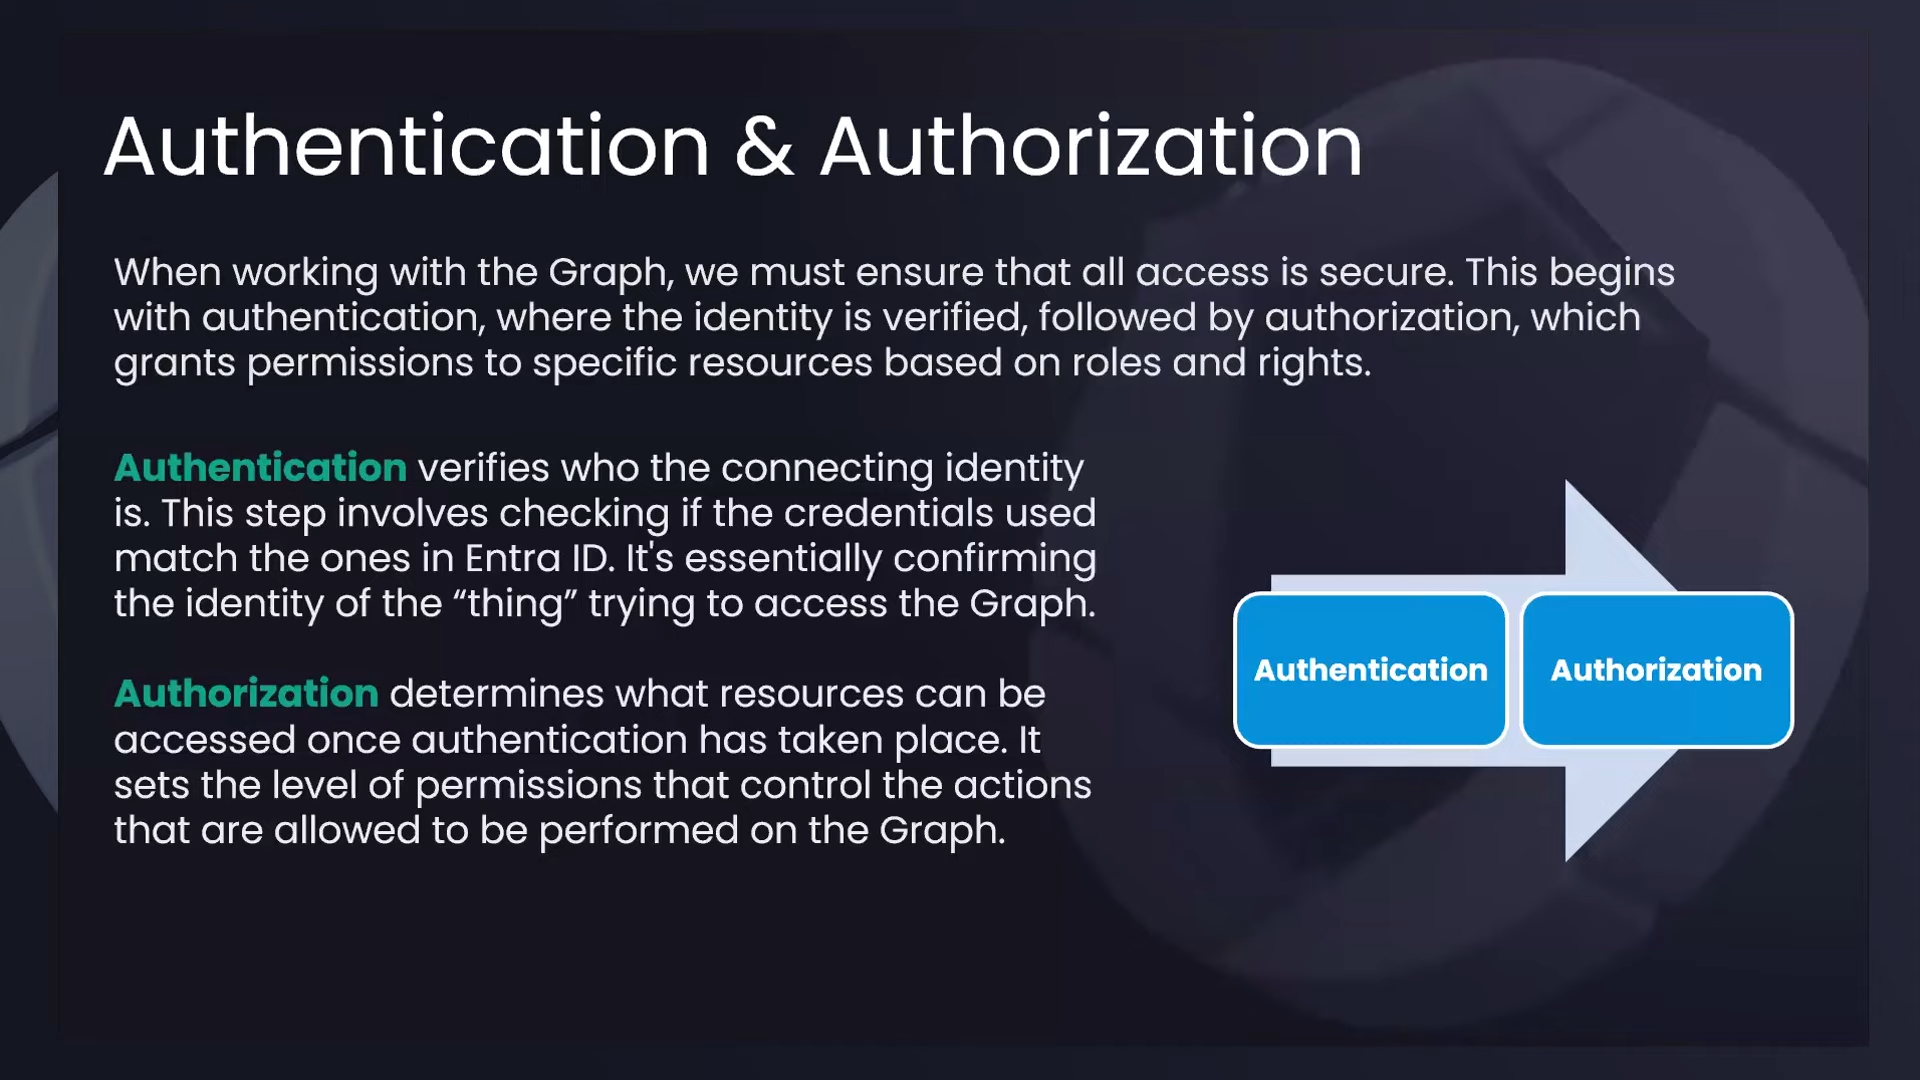 Authentication & Authorization
When working with the Graph, we must ensure that all access is secure. This begins
with authentication, where the identity is verified, followed by authorization, which
grants permissions to specific resources based on roles and rights.
Authentication verifies who the connecting identity
is. This step involves checking if the credentials used
match the ones in Entra ID. It's essentially confirming
the identity of the “thing” trying to access the Graph.
Authorization determines what resources can be
accessed once authentication has taken place. It
sets the level of permissions that control the actions
that are allowed to be performed on the Graph.
Authentication
Authorization